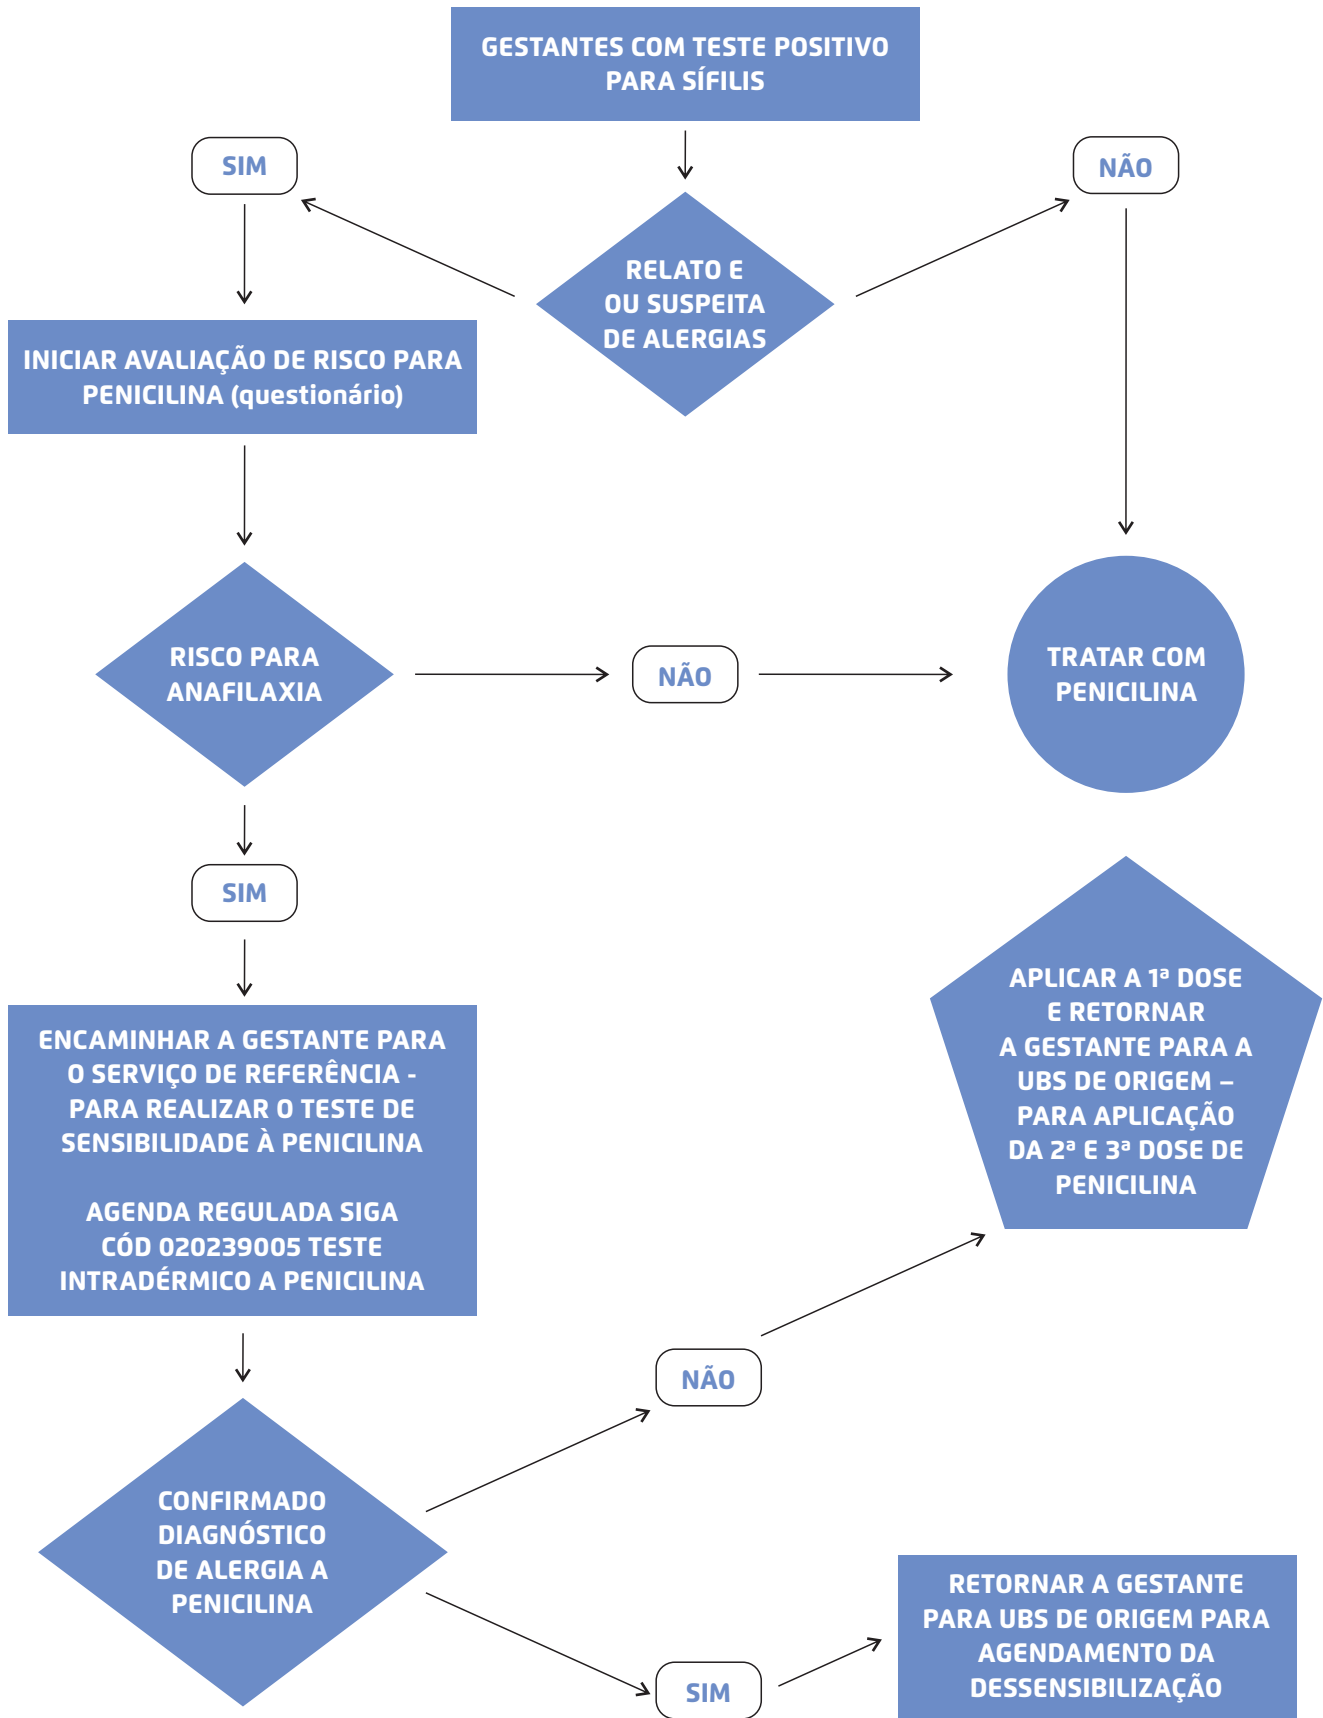 GESTANTES COM TESTE POSITIVO
PARA SÍFILIS
SIM
NÃO
RELATO E
OU SUSPEITA
DE ALERGIAS
INICIAR AVALIAÇÃO DE RISCO PARA
PENICILINA (questionário)
RISCO PARA
ANAFILAXIA
NÃO
TRATAR COM
PENICILINA
SIM
APLICAR A 1ª DOSE
E RETORNAR
A GESTANTE PARA A
UBS DE ORIGEM –
PARA APLICAÇÃO
DA 2ª E 3ª DOSE DE
PENICILINA
ENCAMINHAR A GESTANTE PARA
O SERVIÇO DE REFERÊNCIA -
PARA REALIZAR O TESTE DE
SENSIBILIDADE À PENICILINA
AGENDA REGULADA SIGA
CÓD 020239005 TESTE
INTRADÉRMICO A PENICILINA
NÃO
CONFIRMADO
DIAGNÓSTICO
DE ALERGIA A
PENICILINA
SIM
RETORNAR A GESTANTE
PARA UBS DE ORIGEM PARA
AGENDAMENTO DA
DESSENSIBILIZAÇÃO